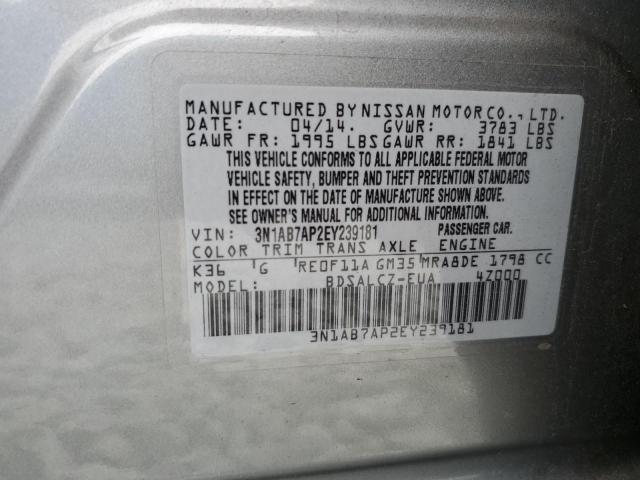 MANUFACTURED BY NISSAN MOTOR CO., LTD.
DATE: 04/14. GVWR: 3783 LBS
GAWR FR: 1995 LBS GAWR RR: 1841 LBS
THIS VEHICLE CONFORMS TO ALL APPLICABLE FEDERAL MOTOR
VEHICLE SAFETY, BUMPER AND THEFT PREVENTION STANDARDS
IN EFFECT ON THE DATE OF MANUFACTURE SHOWN ABOVE.
SEE OWNER'S MANUAL FOR ADDITIONAL INFORMATION.
VIN: 3N1AB7AP2EY239181 PASSENGER CAR.
COLOR TRIM TRANS AXLE ENGINE
K36 G RE0F11A GM35 MRA8DE 1798 CC
MODEL: BDSALCZ-EUA 4Z000
3N1AB7AP2EY239181